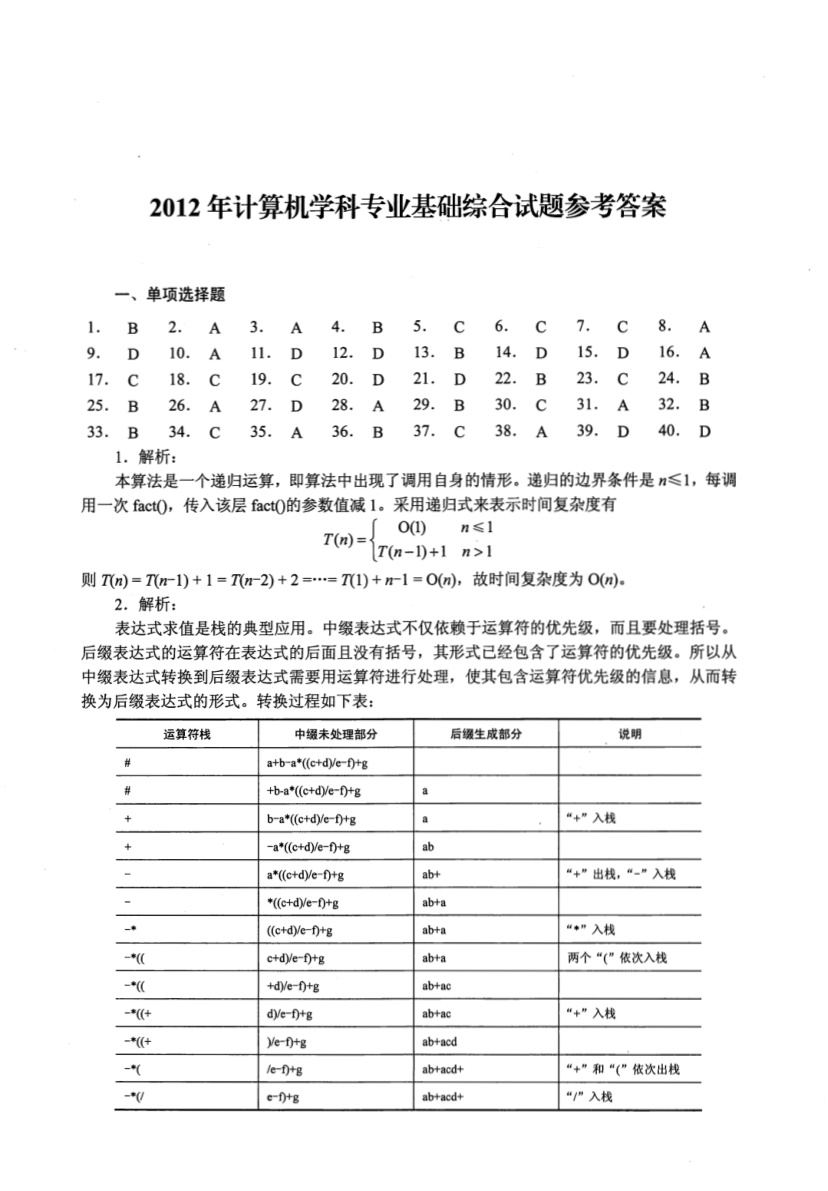 2012 年计算机学科专业基础综合试题参考答案
一、单项选择题
1. B 2. A 3. A 4. B 5. C 6. C 7. C 8. A
9. D 10. A 11. D 12. D 13. B 14. D 15. D 16. A
17. C 18. C 19. C 20. D 21. D 22. B 23. C 24. B
25. B 26. A 27. D 28. A 29. B 30. C 31. A 32. B
33. B 34. C 35. A 36. B 37. C 38. A 39. D 40. D
1．解析：
本算法是一个递归运算，即算法中出现了调用自身的情形。递归的边界条件是 n≤1，每调
用一次 fact()，传入该层 fact()的参数值减 1。采用递归式来表示时间复杂度有
T(n)={ O(1) n≤1
T(n−1)+1 n>1
则 T(n) = T(n−1) + 1 = T(n−2) + 2 =⋯= T(1) + n−1 = O(n)，故时间复杂度为 O(n)。
2．解析：
表达式求值是栈的典型应用。中缀表达式不仅依赖于运算符的优先级，而且要处理括号。
后缀表达式的运算符在表达式的后面且没有括号，其形式已经包含了运算符的优先级。所以从
中缀表达式转换到后缀表达式需要用运算符进行处理，使其包含运算符优先级的信息，从而转
换为后缀表达式的形式。转换过程如下表：
运算符栈 中缀未处理部分 后缀生成部分 说明
# a+b−a*((c+d)/e−f)+g
# +b-a*((c+d)/e−f)+g a
+ b−a*((c+d)/e−f)+g a “+”入栈
+ −a*((c+d)/e−f)+g ab
− a*((c+d)/e−f)+g ab+ “+”出栈，“−”入栈
− *((c+d)/e−f)+g ab+a
−* ((c+d)/e−f)+g ab+a “*”入栈
−*(( c+d)/e−f)+g ab+a 两个“(”依次入栈
−*(( +d)/e−f)+g ab+ac
−*((+ d)/e−f)+g ab+ac “+”入栈
−*((+ )/e−f)+g ab+acd
−*( /e−f)+g ab+acd+ “+”和“(”依次出栈
−*(/ e−f)+g ab+acd+ “/”入栈